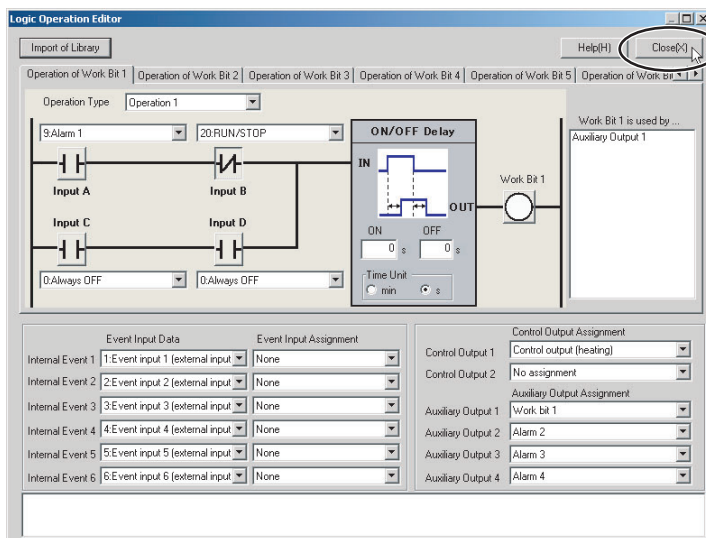 Logic Operation Editor
Import of Library
Help(H)
Close(X)
Operation of Work Bit 1
Operation of Work Bit 2
Operation of Work Bit 3
Operation of Work Bit 4
Operation of Work Bit 5
Operation of Work
Operation Type
Operation 1
9:Alarm 1
20:RUN/STOP
Input A
Input B
Input C
Input D
0:Always OFF
0:Always OFF
ON/OFF Delay
IN
OUT
ON
OFF
0 s
0 s
Time Unit
min
s
Work Bit 1
Work Bit 1 is used by ...
Auxiliary Output 1
Event Input Data
Event Input Assignment
Internal Event 1 1:Event input 1 (external input None
Internal Event 2 2:Event input 2 (external input None
Internal Event 3 3:Event input 3 (external input None
Internal Event 4 4:Event input 4 (external input None
Internal Event 5 5:Event input 5 (external input None
Internal Event 6 6:Event input 6 (external input None
Control Output Assignment
Control Output 1 Control output (heating)
Control Output 2 No assignment
Auxiliary Output Assignment
Auxiliary Output 1 Work bit 1
Auxiliary Output 2 Alarm 2
Auxiliary Output 3 Alarm 3
Auxiliary Output 4 Alarm 4